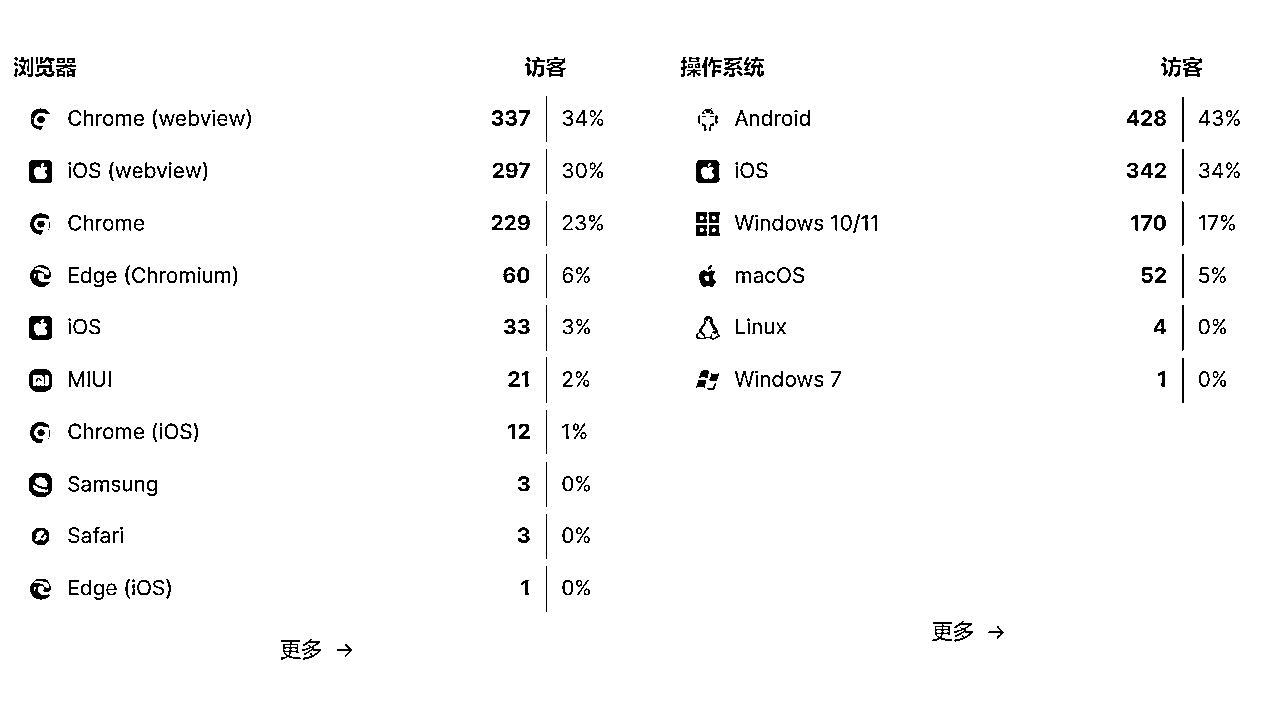 浏览器 访客
Chrome (webview) 337 34%
iOS (webview) 297 30%
Chrome 229 23%
Edge (Chromium) 60 6%
iOS 33 3%
MIUI 21 2%
Chrome (iOS) 12 1%
Samsung 3 0%
Safari 3 0%
Edge (iOS) 1 0%
更多 →
操作系统 访客
Android 428 43%
iOS 342 34%
Windows 10/11 170 17%
macOS 52 5%
Linux 4 0%
Windows 7 1 0%
更多 →